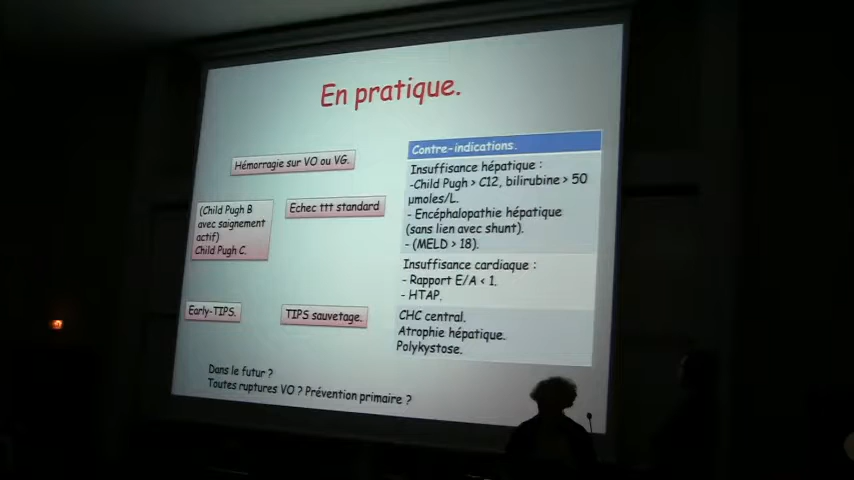 En pratique.
Hémorragie sur VO ou VG.
(Child Pugh B
avec saignement
actif)
Child Pugh C.
Echec ttt standard
Early-TIPS.
TIPS sauvetage.
Contre-indications.
Insuffisance hépatique :
-Child Pugh > C12, bilirubine > 50
µmoles/L.
- Encéphalopathie hépatique
(sans lien avec shunt).
- (MELD > 18).
Insuffisance cardiaque :
- Rapport E/A < 1.
- HTAP.
CHC central.
Atrophie hépatique.
Polykystose.
Dans le futur ?
Toutes ruptures VO ? Prévention primaire ?